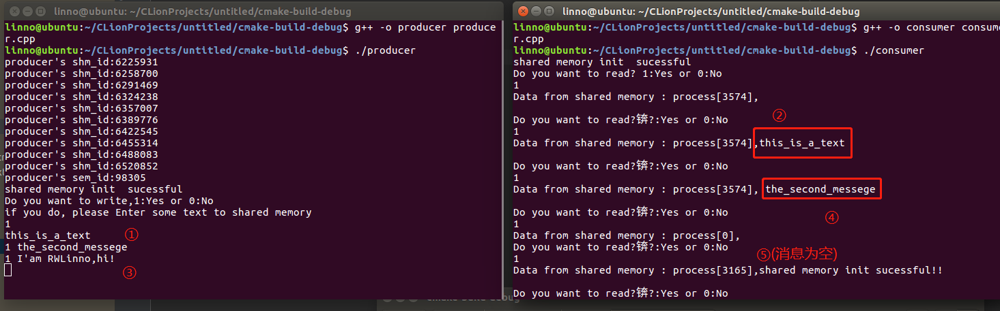 linno@ubuntu: ~/CLionProjects/untitled/cmake-build-debug
linno@ubuntu:~/CLionProjects/untitled/cmake-build-debug$ g++ -o producer produce
r.cpp
linno@ubuntu:~/CLionProjects/untitled/cmake-build-debug$ ./producer
producer's shm_id:6225931
producer's shm_id:6258700
producer's shm_id:6291469
producer's shm_id:6324238
producer's shm_id:6357007
producer's shm_id:6389776
producer's shm_id:6422545
producer's shm_id:6455314
producer's shm_id:6488083
producer's shm_id:6520852
producer's sem_id:98305
shared memory init  sucessful
Do you want to write,1:Yes or 0:No
if you do, please Enter some text to shared memory
1
this_is_a_text ①
1 the_second_messege
1 I'am RWLinno,hi!
③
linno@ubuntu: ~/CLionProjects/untitled/cmake-build-debug
linno@ubuntu:~/CLionProjects/untitled/cmake-build-debug$ g++ -o consumer consume
r.cpp
linno@ubuntu:~/CLionProjects/untitled/cmake-build-debug$ ./consumer
shared memory init  sucessful
Do you want to read? 1:Yes or 0:No
1
Data from shared memory : process[3574],
②
Do you want to read?锛?:Yes or 0:No
1
Data from shared memory : process[3574],this_is_a_text
Do you want to read?锛?:Yes or 0:No
1
Data from shared memory : process[3574], the_second_messege
Do you want to read?锛?:Yes or 0:No
④
1
Data from shared memory : process[0],
Do you want to read?锛?:Yes or 0:No
⑤(消息为空)
1
Data from shared memory : process[3165],shared memory init sucessful!!
Do you want to read?锛?:Yes or 0:No